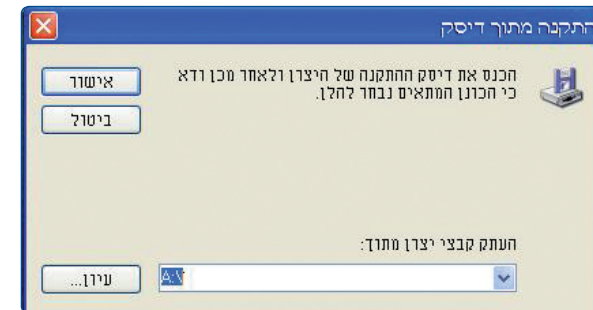 התקנה מתוך דיסק
הכנס את דיסק ההתקנה של היצרן ולאחר מכן ודא
כי הכונן המתאים נבחר להלן.
אישור
ביטול
העתק קבצי יצרן מתוך:
A:\
עיון...